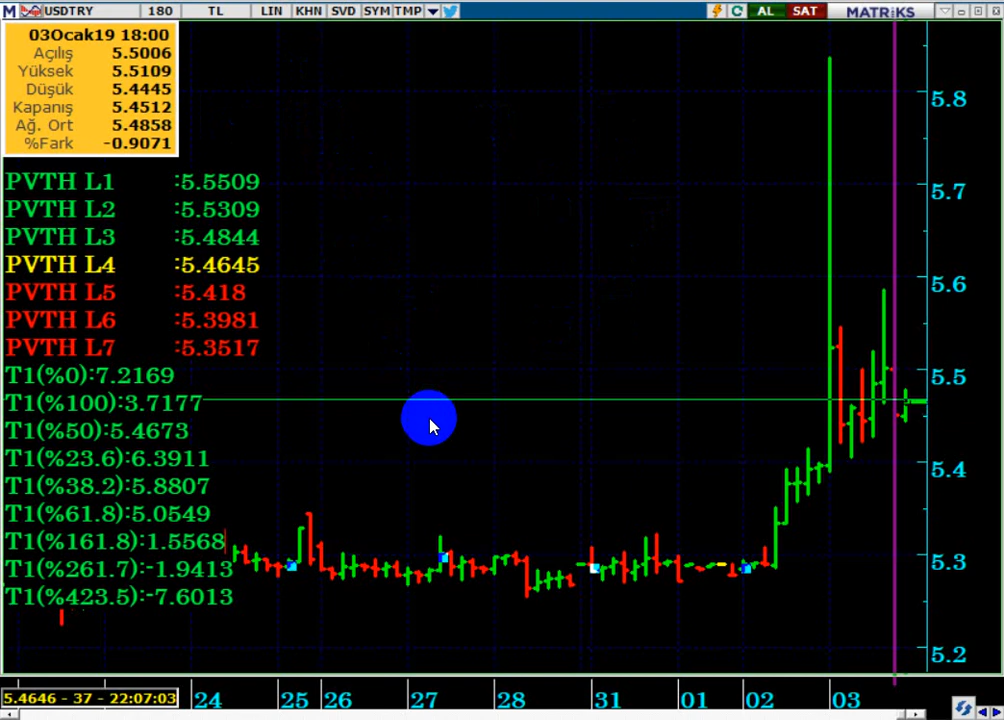 M USDTRY 180 TL LIN KHN SVD SYM TMP AL SAT MATRİKS
03Ocak19 18:00
Açılış 5.5006
Yüksek 5.5109
Düşük 5.4445
Kapanış 5.4512
Ağ. Ort 5.4858
%Fark -0.9071
PVTH L1 :5.5509
PVTH L2 :5.5309
PVTH L3 :5.4844
PVTH L4 :5.4645
PVTH L5 :5.418
PVTH L6 :5.3981
PVTH L7 :5.3517
T1(%0):7.2169
T1(%100):3.7177
T1(%50):5.4673
T1(%23.6):6.3911
T1(%38.2):5.8807
T1(%61.8):5.0549
T1(%161.8):1.5568
T1(%261.7):-1.9413
T1(%423.5):-7.6013
5.8
5.7
5.6
5.5
5.4
5.3
5.2
5.4646 - 37 - 22:07:03 24 25 26 27 28 31 01 02 03